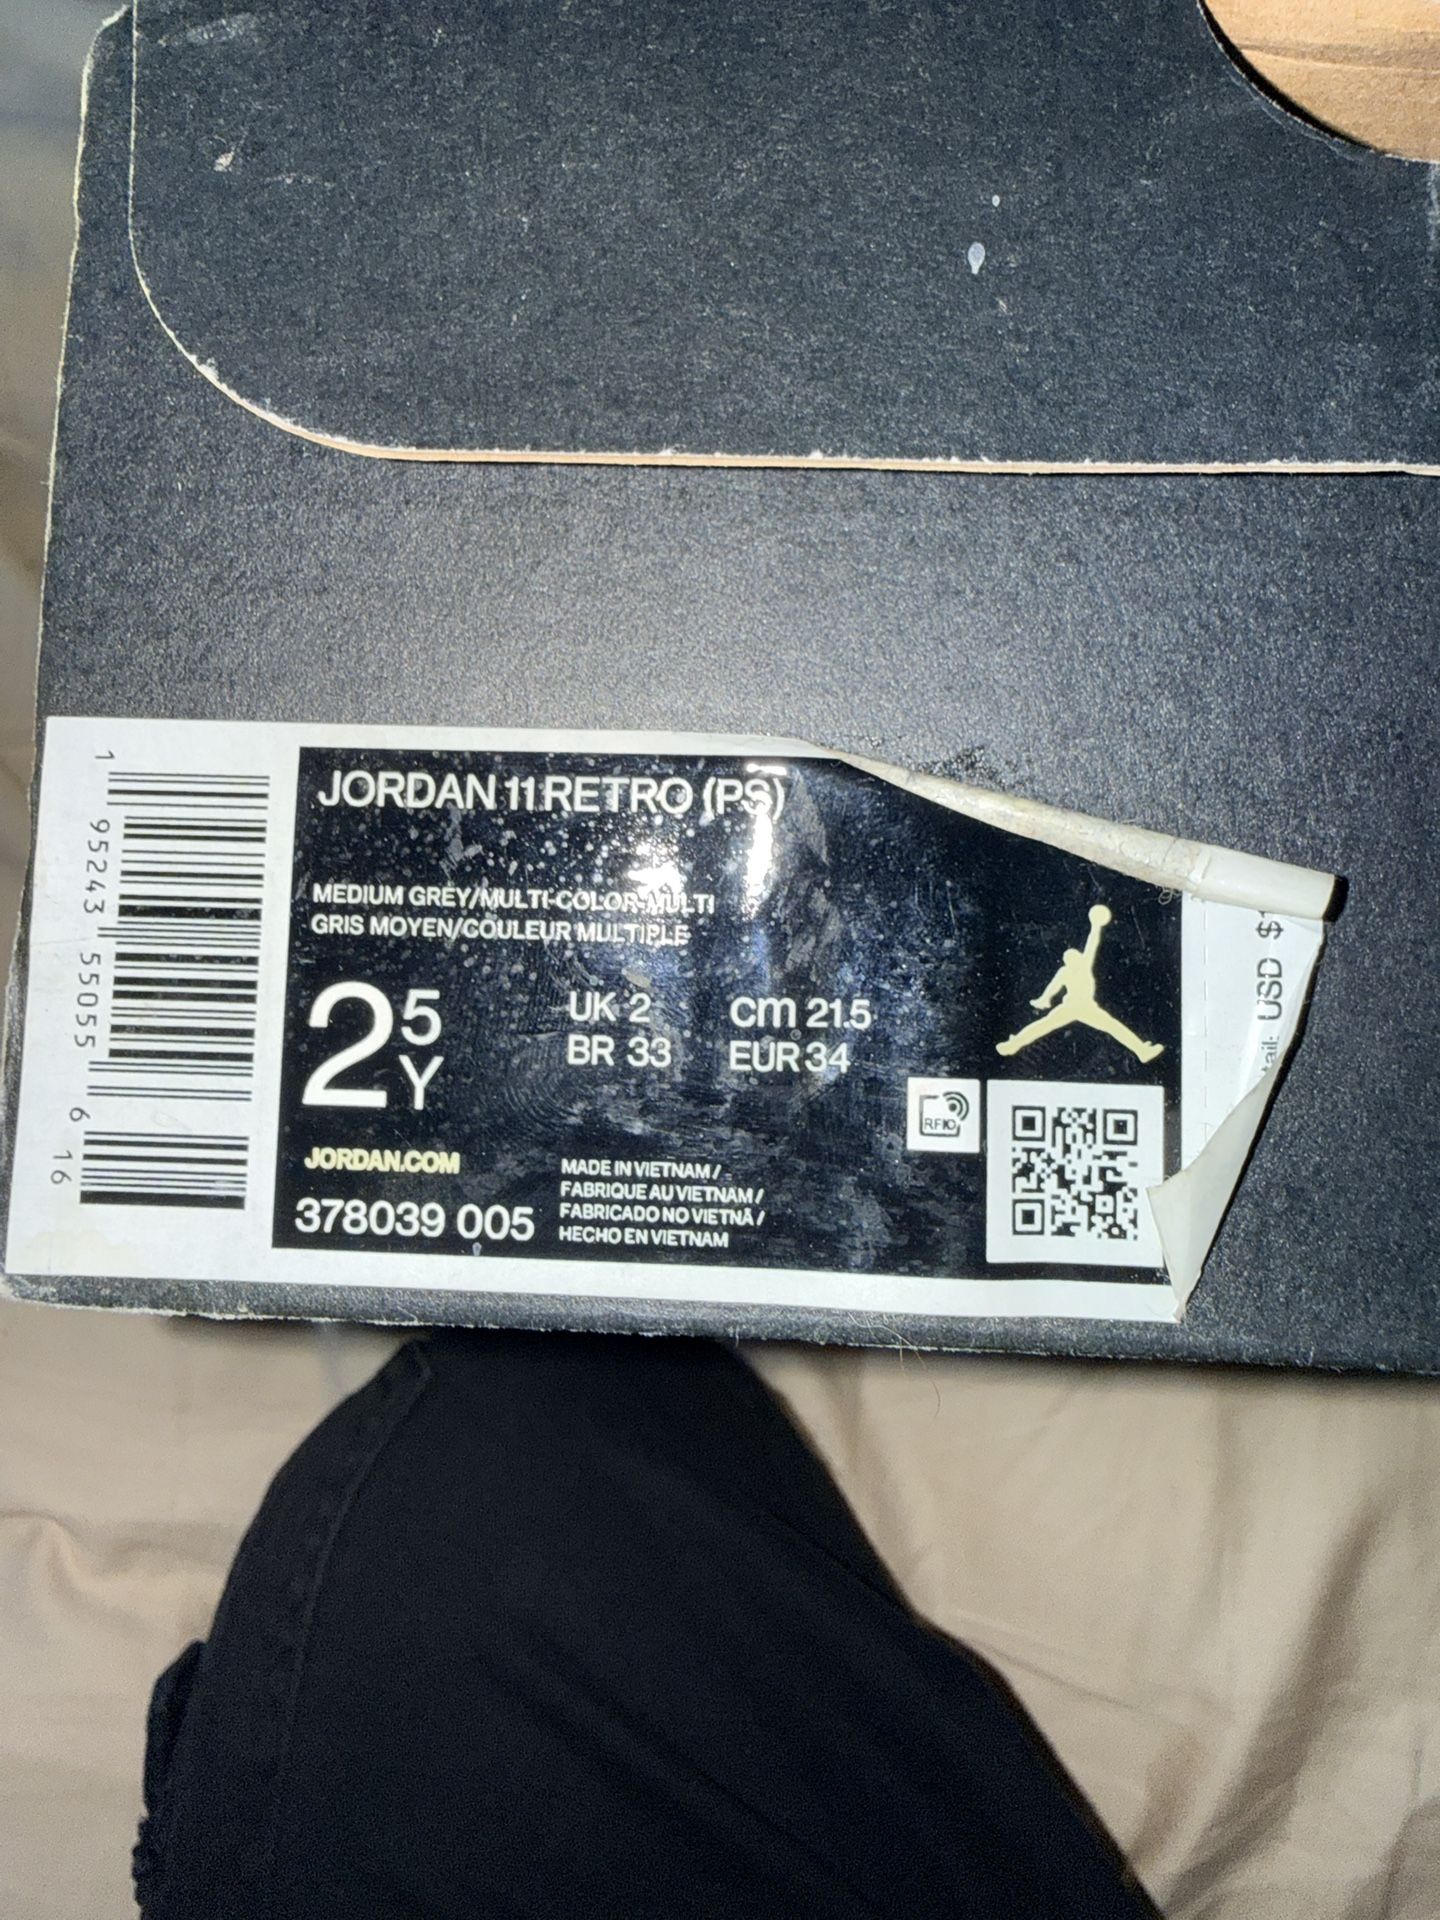 JORDAN 11 RETRO (PS)
MEDIUM GREY/MULTI-COLOR-MULTI
GRIS MOYEN/COULEUR MULTIPLE
2 5 Y
UK 2
BR 33
cm 21.5
EUR 34
JORDAN.COM
378039 005
MADE IN VIETNAM /
FABRIQUE AU VIETNAM /
FABRICADO NO VIETNÃ /
HECHO EN VIETNAM
RFID
1 95243 55055 6 16
USD $